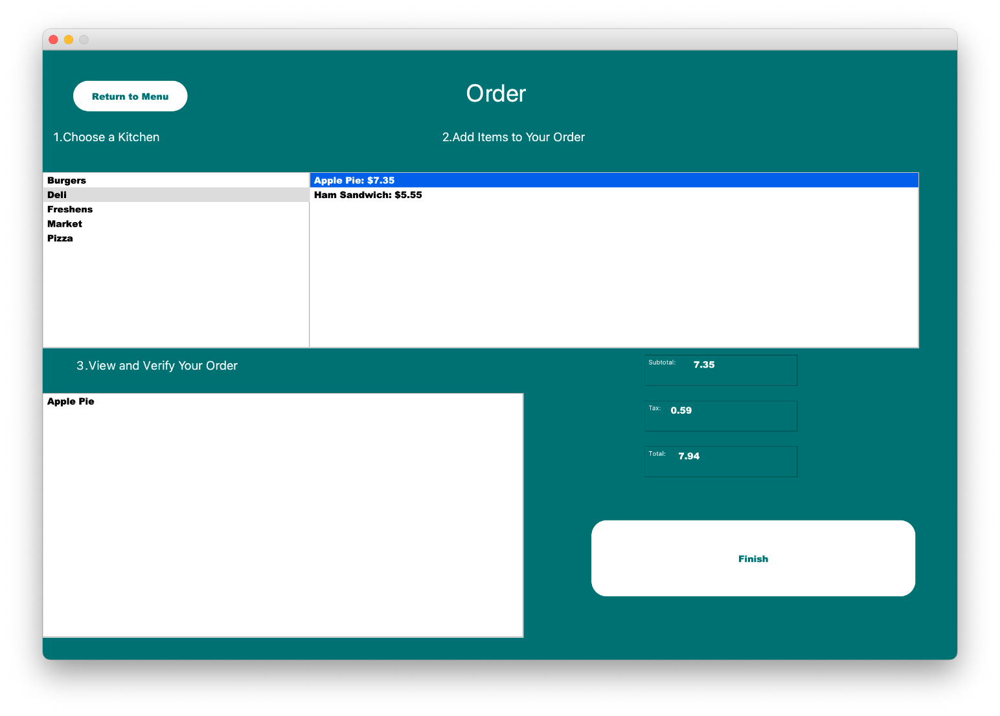 Return to Menu
Order
1.Choose a Kitchen
2.Add Items to Your Order
Burgers
Deli
Freshens
Market
Pizza
Apple Pie: $7.35
Ham Sandwich: $5.55
3.View and Verify Your Order
Apple Pie
Subtotal: 7.35
Tax: 0.59
Total: 7.94
Finish